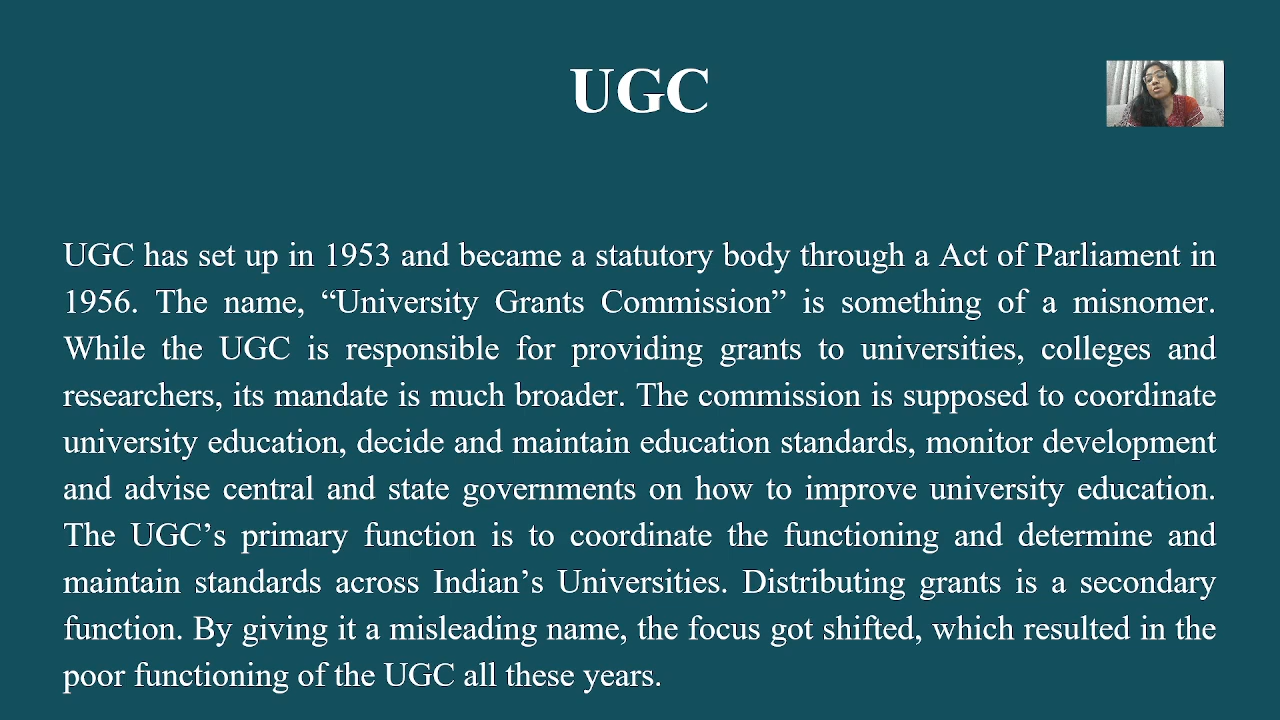 UGC
UGC has set up in 1953 and became a statutory body through a Act of Parliament in
1956. The name, “University Grants Commission” is something of a misnomer.
While the UGC is responsible for providing grants to universities, colleges and
researchers, its mandate is much broader. The commission is supposed to coordinate
university education, decide and maintain education standards, monitor development
and advise central and state governments on how to improve university education.
The UGC’s primary function is to coordinate the functioning and determine and
maintain standards across Indian’s Universities. Distributing grants is a secondary
function. By giving it a misleading name, the focus got shifted, which resulted in the
poor functioning of the UGC all these years.